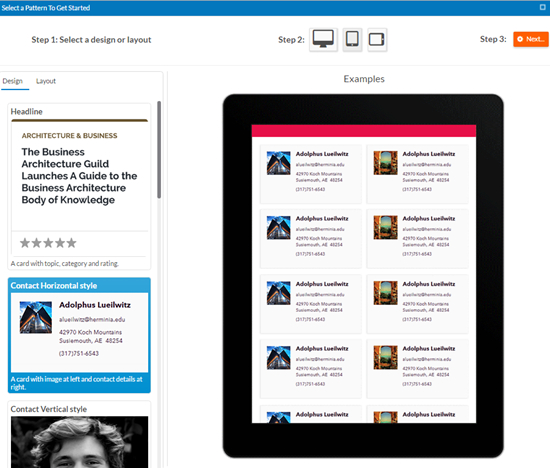 Select a Pattern To Get Started
Step 1: Select a design or layout
Step 2:
Step 3:
Next...
Design
Layout
Headline
ARCHITECTURE & BUSINESS
The Business
Architecture Guild
Launches A Guide to the
Business Architecture
Body of Knowledge
A card with topic, category and rating.
Contact Horizontal style
Adolphus Lueilwitz
alueilwitz@herminia.edu
42970 Koch Mountains
Susiemouth, AE 48254
(317)751-6543
A card with image at left and contact details at
right.
Contact Vertical style
Examples
Adolphus Lueilwitz
alueilwitz@herminia.edu
42970 Koch Mountains
Susiemouth, AE 48254
(317)751-6543
Adolphus Lueilwitz
alueilwitz@herminia.edu
42970 Koch Mountains
Susiemouth, AE 48254
(317)751-6543
Adolphus Lueilwitz
alueilwitz@herminia.edu
42970 Koch Mountains
Susiemouth, AE 48254
(317)751-6543
Adolphus Lueilwitz
alueilwitz@herminia.edu
42970 Koch Mountains
Susiemouth, AE 48254
(317)751-6543
Adolphus Lueilwitz
alueilwitz@herminia.edu
42970 Koch Mountains
Susiemouth, AE 48254
(317)751-6543
Adolphus Lueilwitz
alueilwitz@herminia.edu
42970 Koch Mountains
Susiemouth, AE 48254
(317)751-6543
Adolphus Lueilwitz
alueilwitz@herminia.edu
42970 Koch Mountains
Susiemouth, AE 48254
(317)751-6543
Adolphus Lueilwitz
alueilwitz@herminia.edu
42970 Koch Mountains
Susiemouth, AE 48254
(317)751-6543
Adolphus Lueilwitz
Adolphus Lueilwitz